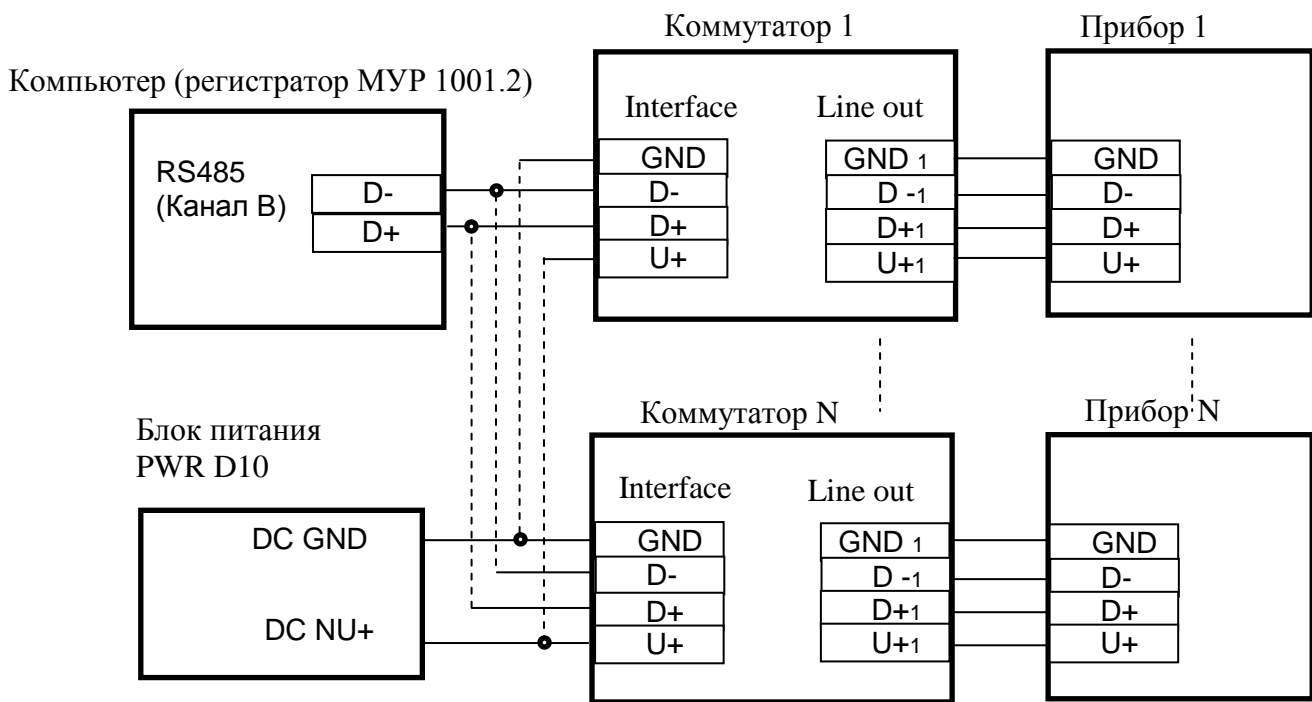 Коммутатор 1
Прибор 1
Компьютер (регистратор МУР 1001.2)
RS485
(Канал В)
D-
D+
Interface
GND
D-
D+
U+
Line out
GND 1
D -1
D+1
U+1
GND
D-
D+
U+
Блок питания
PWR D10
DC GND
DC NU+
Коммутатор N
Прибор N
Interface
GND
D-
D+
U+
Line out
GND 1
D -1
D+1
U+1
GND
D-
D+
U+